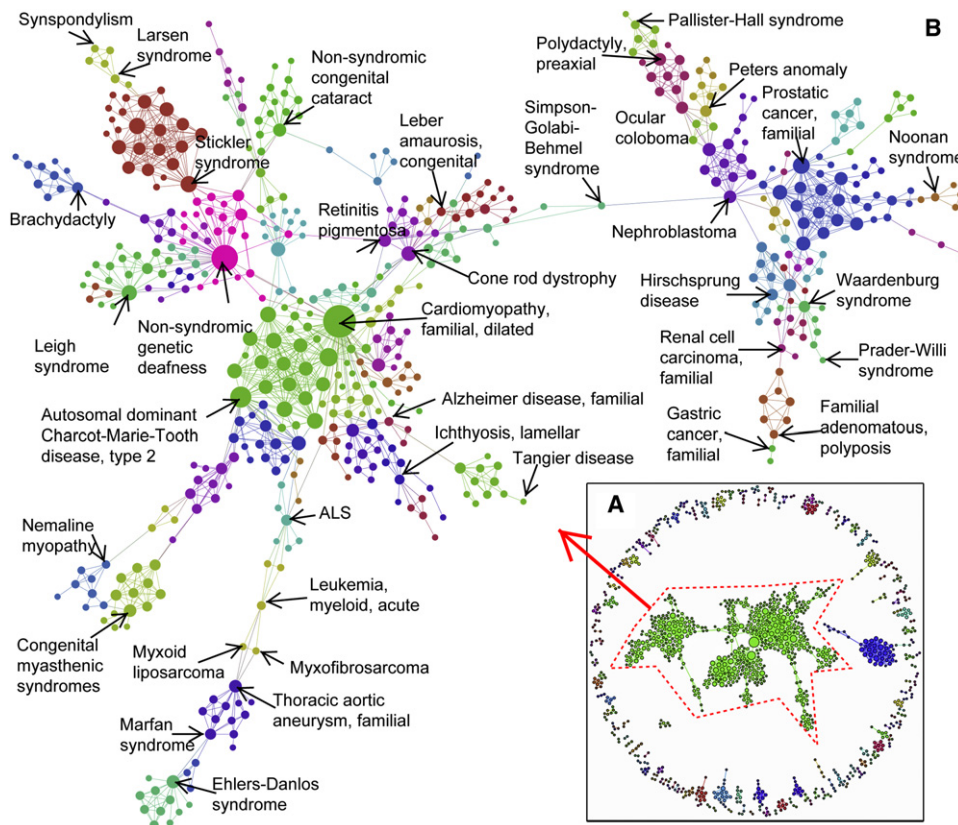 Synspondylism
Larsen
syndrome
Non-syndromic
congenital
cataract
Stickler
syndrome
Leber
amaurosis,
congenital
Brachydactyly
Retinitis
pigmentosa
Cone rod dystrophy
Cardiomyopathy,
familial, dilated
Leigh
syndrome
Non-syndromic
genetic
deafness
Autosomal dominant
Charcot-Marie-Tooth
disease, type 2
Alzheimer disease, familial
Ichthyosis, lamellar
Tangier disease
ALS
Nemaline
myopathy
Leukemia,
myeloid, acute
Congenital
myasthenic
syndromes
Myxoid
liposarcoma
Myxofibrosarcoma
Thoracic aortic
aneurysm, familial
Marfan
syndrome
Ehlers-Danlos
syndrome
B
Pallister-Hall syndrome
Polydactyly,
preaxial
Peters anomaly
Simpson-
Golabi-
Behmel
syndrome
Ocular
coloboma
Prostatic
cancer,
familial
Noonan
syndrome
Nephroblastoma
Hirschsprung
disease
Waardenburg
syndrome
Renal cell
carcinoma,
familial
Prader-Willi
syndrome
Gastric
cancer,
familial
Familial
adenomatous,
polyposis
A